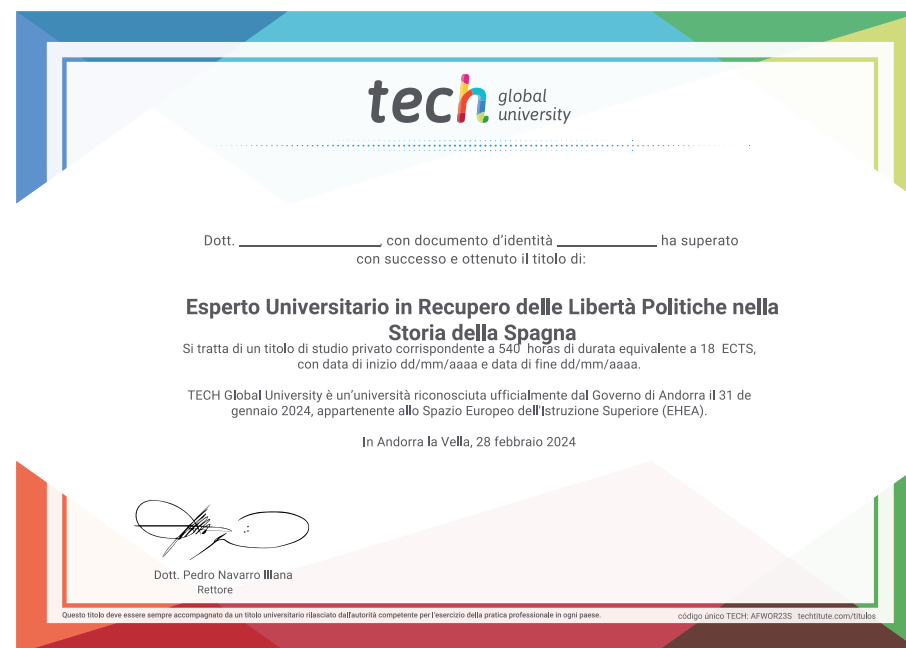 tech global university
Dott. ____________________, con documento d'identità ______________ ha superato
con successo e ottenuto il titolo di:
Esperto Universitario in Recupero delle Libertà Politiche nella
Storia della Spagna
Si tratta di un titolo di studio privato corrispondente a 540 horas di durata equivalente a 18 ECTS,
con data di inizio dd/mm/aaaa e data di fine dd/mm/aaaa.
TECH Global University è un'università riconosciuta ufficialmente dal Governo di Andorra il 31 de
gennaio 2024, appartenente allo Spazio Europeo dell'Istruzione Superiore (EHEA).
In Andorra la Vella, 28 febbraio 2024
Dott. Pedro Navarro Illana
Rettore
Questo titolo deve essere sempre accompagnato da un titolo universitario rilasciato dall'autorità competente per l'esercizio della pratica professionale in ogni paese.
código único TECH: AFWOR23S techtitute.com/titulos